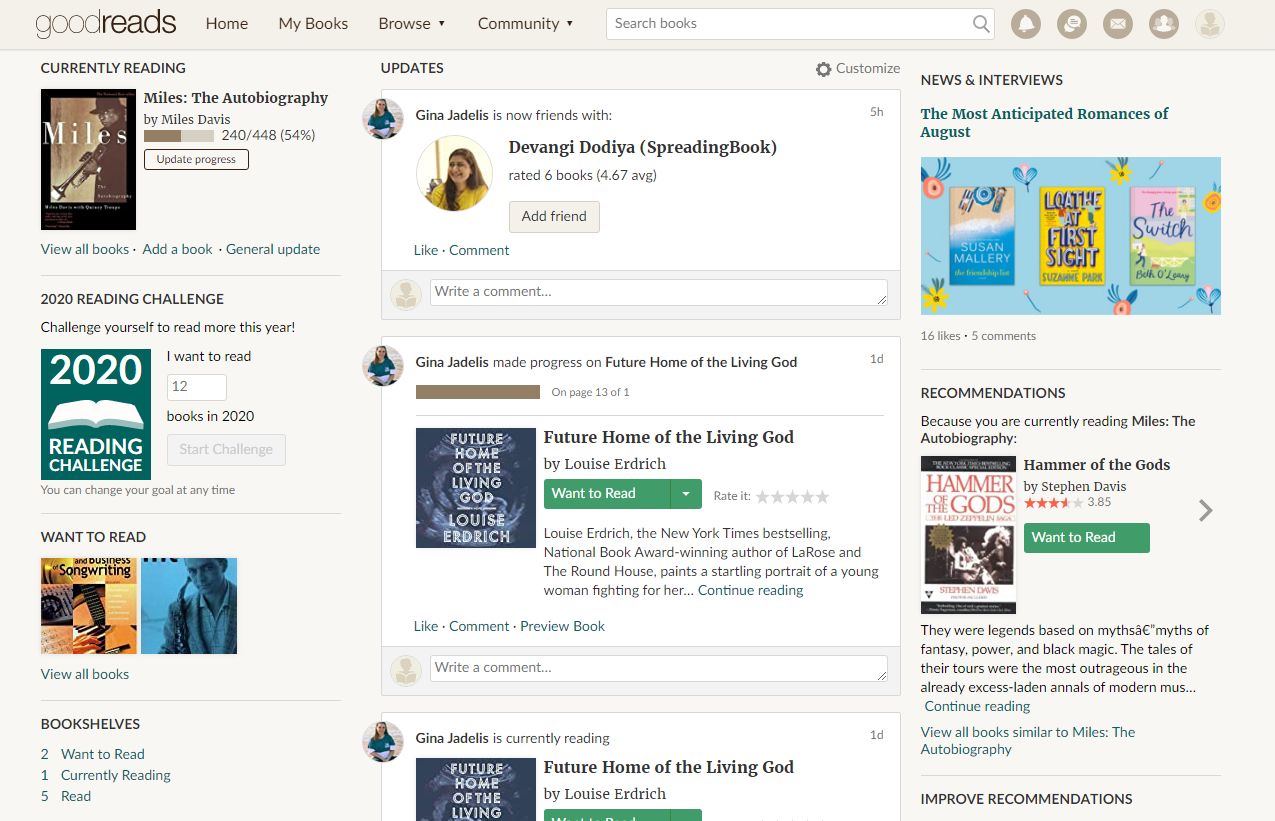 goodreads
Home
My Books
Browse ▼
Community ▼
Search books
CURRENTLY READING
Miles
The Autobiography
Miles Davis with Quincy Troupe
Miles: The Autobiography
by Miles Davis
240/448 (54%)
Update progress
View all books · Add a book · General update
2020 READING CHALLENGE
Challenge yourself to read more this year!
2020
READING
CHALLENGE
I want to read
12
books in 2020
Start Challenge
You can change your goal at any time
WANT TO READ
and Business
of Songwriting
View all books
BOOKSHELVES
2 Want to Read
1 Currently Reading
5 Read
UPDATES
Customize
Gina Jadelis is now friends with:
5h
Devangi Dodiya (SpreadingBook)
rated 6 books (4.67 avg)
Add friend
Like · Comment
Write a comment...
Gina Jadelis made progress on Future Home of the Living God
1d
On page 13 of 1
FUTURE
HOME
OF THE
LIVING
GOD
LOUISE
ERDRICH
Future Home of the Living God
by Louise Erdrich
Want to Read
Rate it:
Louise Erdrich, the New York Times bestselling,
National Book Award-winning author of LaRose and
The Round House, paints a startling portrait of a young
woman fighting for her... Continue reading
Like · Comment · Preview Book
Write a comment...
Gina Jadelis is currently reading
1d
FUTURE
HOME
OF THE
LIVING
Future Home of the Living God
by Louise Erdrich
Want to Read
NEWS & INTERVIEWS
The Most Anticipated Romances of
August
SUSAN
MALLERY
the friendship list
LOATHE
AT
FIRST
SIGHT
SUZANNE PARK
The
Switch
Beth O'Leary
16 likes · 5 comments
RECOMMENDATIONS
Because you are currently reading Miles: The
Autobiography:
HAMMER
OF THE
GODS
THE LED ZEPPELIN SAGA
STEPHEN DAVIS
Hammer of the Gods
by Stephen Davis
3.85
Want to Read
They were legends based on mythsâ€”myths of
fantasy, power, and black magic. The tales of
their tours were the most outrageous in the
already excess-laden annals of modern mus...
Continue reading
View all books similar to Miles: The
Autobiography
IMPROVE RECOMMENDATIONS